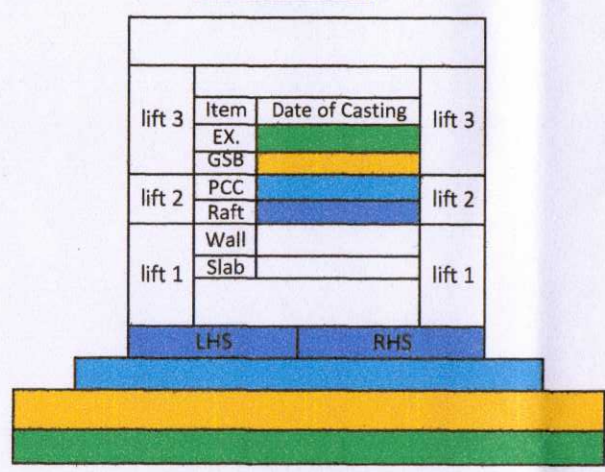 Item Date of Casting
lift 3 EX. lift 3
GSB
lift 2 PCC lift 2
Raft
Wall
lift 1 Slab lift 1
LHS RHS